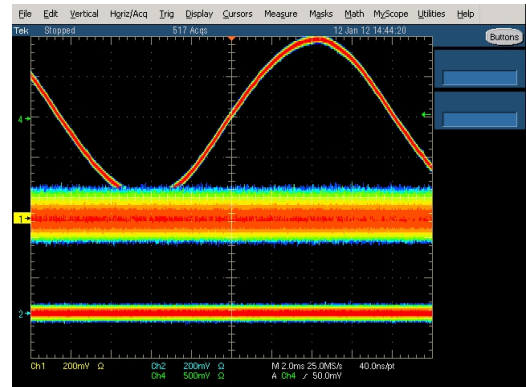 File Edit Vertical Horiz/Acq Trig Display Cursors Measure Masks Math MyScope Utilities Help
Tek Stopped 517 Acqs 12 Jan 12 14:44:20 Buttons
4
1
2
Ch1 200mV Ω Ch2 200mV Ω M 2.0ms 25.0MS/s 40.0ns/pt
Ch4 500mV Ω A Ch4 ∕ 50.0mV